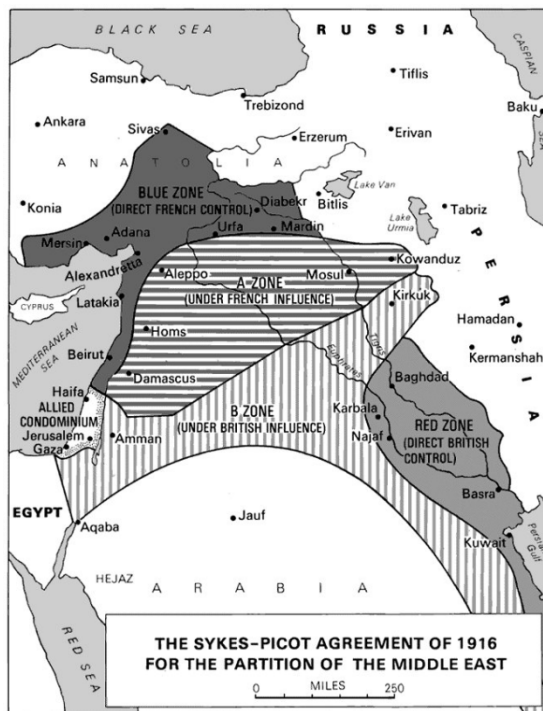 BLACK SEA
RUSSIA
CASPIAN
SEA
Samsun
Trebizond
Tiflis
Baku
Ankara
Sivas
Erzerum
Erivan
ANATOLIA
Lake Van
BLUE ZONE
(DIRECT FRENCH CONTROL)
Diabekr
Bitlis
Konia
Lake
Urmia
Tabriz
Mersin
Adana
Urfa
Mardin
PERSIA
Alexandretta
Aleppo
A ZONE
(UNDER FRENCH INFLUENCE)
Mosul
Kowanduz
CYPRUS
Latakia
Kirkuk
Homs
Hamadan
MEDITERRANEAN
SEA
Beirut
Euphrates
Tigris
Kermanshah
Damascus
Baghdad
Haifa
ALLIED
CONDOMINIUM
B ZONE
(UNDER BRITISH INFLUENCE)
Karbala
RED ZONE
(DIRECT BRITISH
CONTROL)
Jerusalem
Gaza
Amman
Najaf
Basra
EGYPT
Aqaba
Jauf
Kuwait
Persian
Gulf
HEJAZ
ARABIA
RED SEA
THE SYKES–PICOT AGREEMENT OF 1916
FOR THE PARTITION OF THE MIDDLE EAST
MILES
0 250